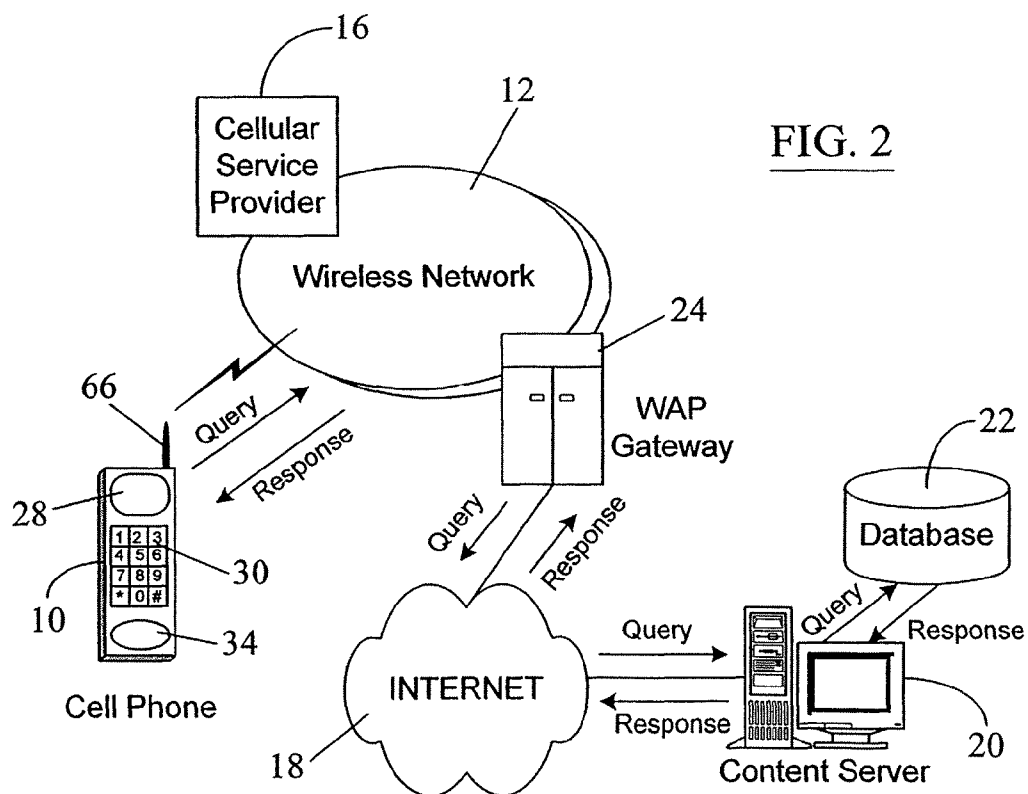 16
12
FIG. 2
Cellular
Service
Provider
Wireless Network
24
66
Query
Response
WAP
Gateway
22
28
1 2 3
4 5 6
7 8 9
* 0 #
30
10
34
Cell Phone
Query
Response
Database
Query
Response
INTERNET
Query
Response
18
20
Content Server